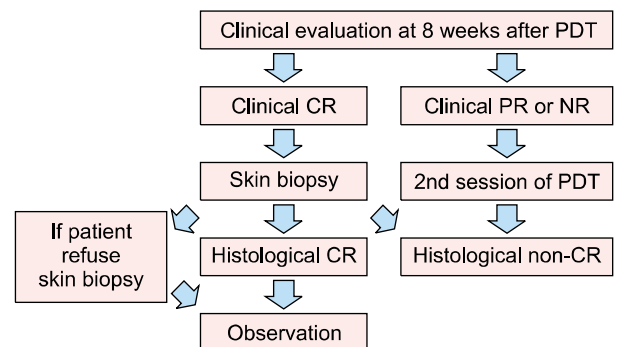 Clinical evaluation at 8 weeks after PDT
Clinical CR
Clinical PR or NR
Skin biopsy
2nd session of PDT
If patient
refuse
skin biopsy
Histological CR
Histological non-CR
Observation